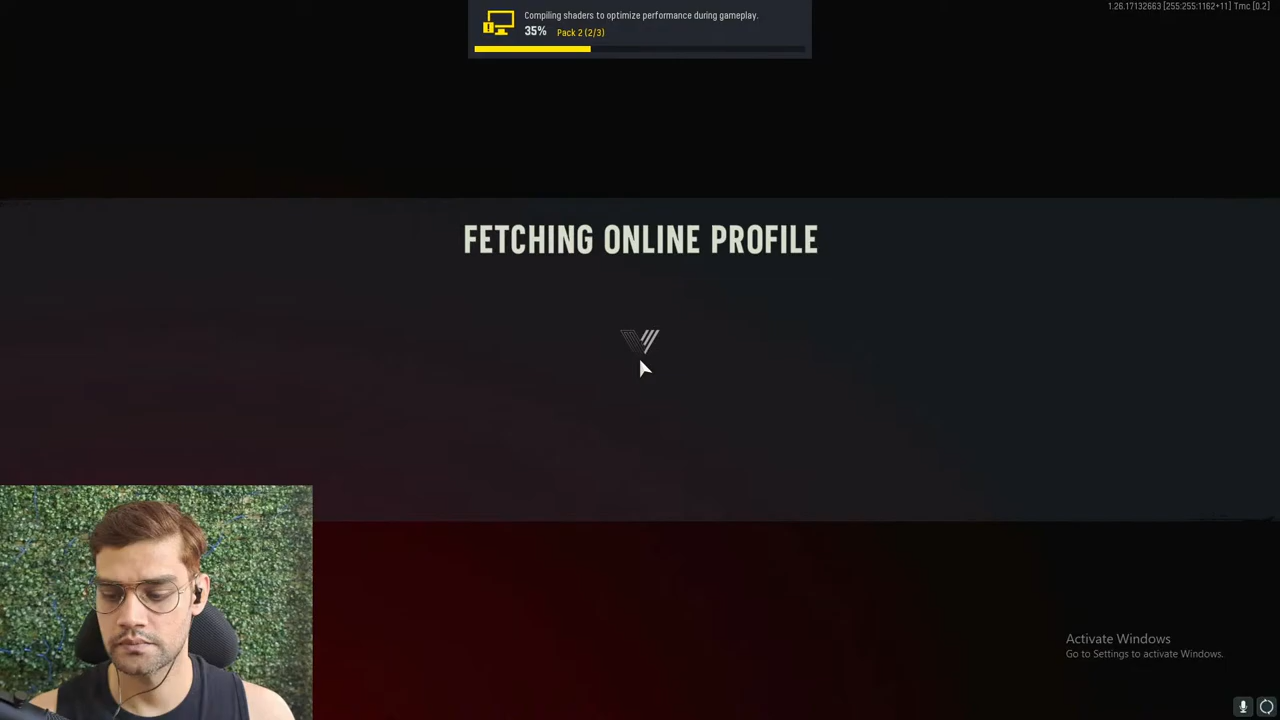 1.26.17132663 [255:255:1162+11] Tmc [0.2]
Compiling shaders to optimize performance during gameplay.
35% Pack 2 (2/3)
FETCHING ONLINE PROFILE
Activate Windows
Go to Settings to activate Windows.